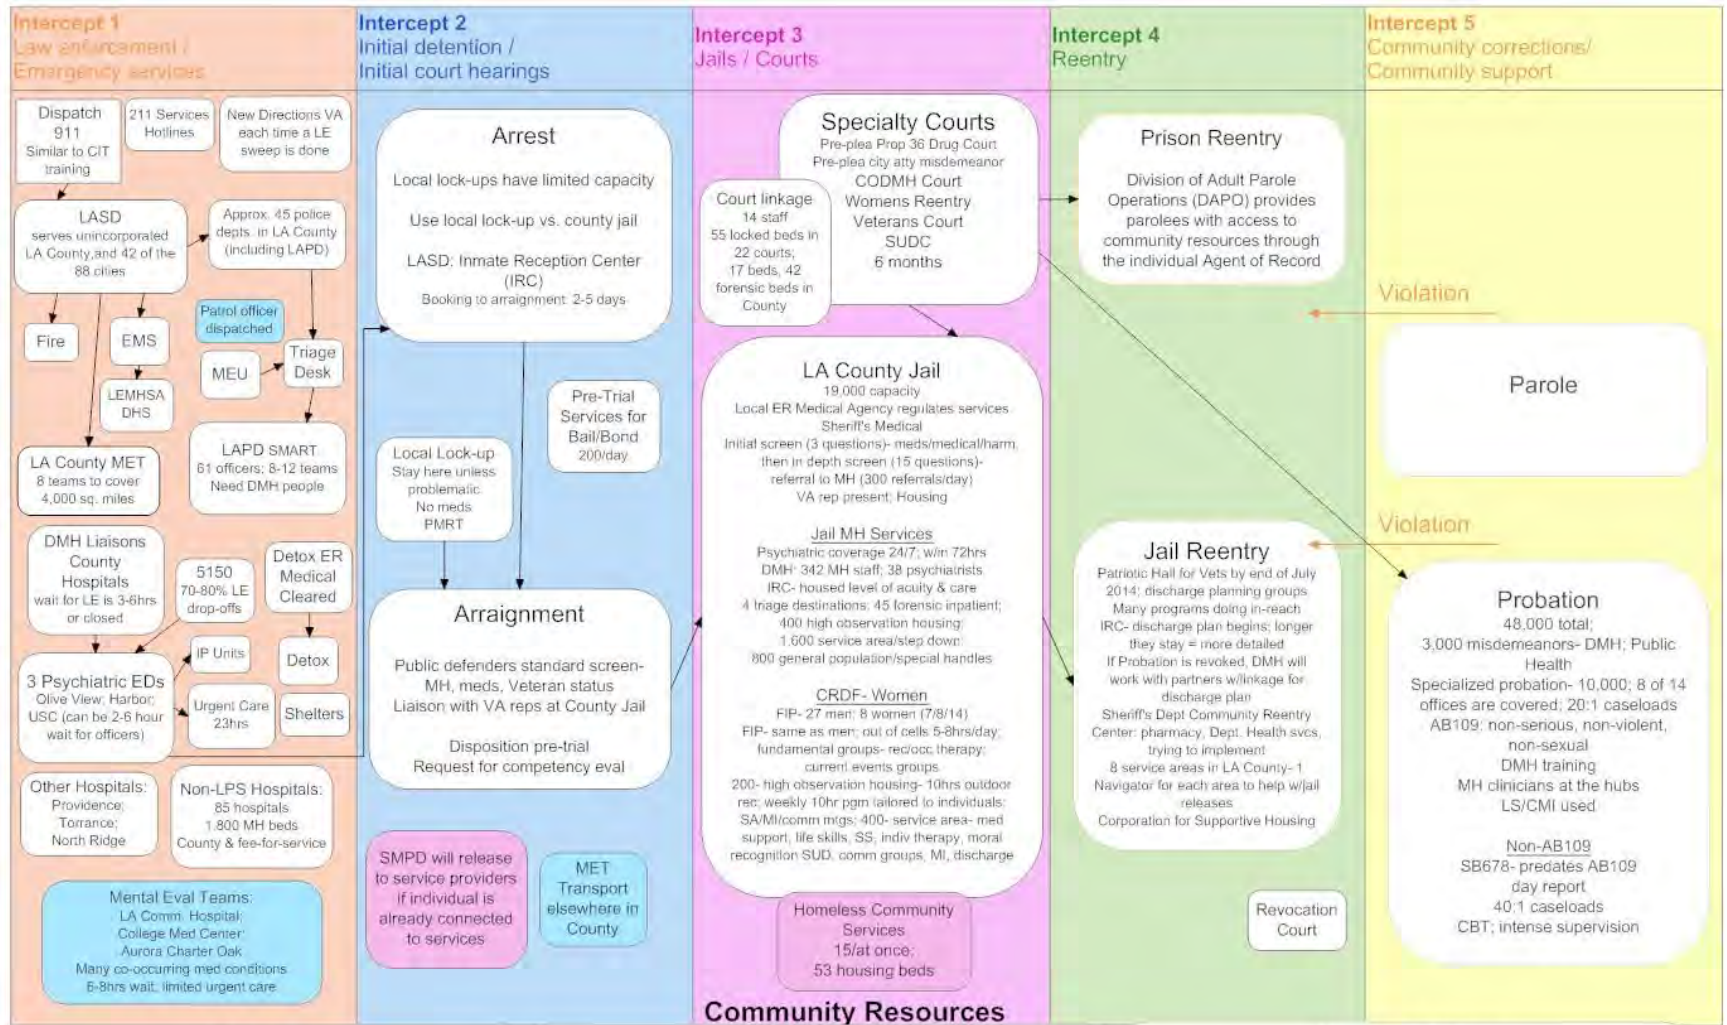 Intercept 1
Law enforcement /
Emergency services
Intercept 2
Initial detention /
Initial court hearings
Intercept 3
Jails / Courts
Intercept 4
Reentry
Intercept 5
Community corrections/
Community support
Dispatch
911
Similar to CIT
training
211 Services
Hotlines
New Directions VA
each time a LE
sweep is done
LASD
serves unincorporated
LA County,and 42 of the
88 cities
Approx. 45 police
depts. in LA County
(including LAPD)
Patrol officer
dispatched
Fire
EMS
MEU
Triage
Desk
LEMHSA
DHS
LA County MET
8 teams to cover
4,000 sq. miles
LAPD SMART
61 officers; 8-12 teams
Need DMH people
DMH Liaisons
County
Hospitals
wait for LE is 3-6hrs
or closed
5150
70-80% LE
drop-offs
Detox ER
Medical
Cleared
IP Units
Detox
3 Psychiatric EDs
Olive View; Harbor;
USC (can be 2-6 hour
wait for officers)
Urgent Care
23hrs
Shelters
Other Hospitals:
Providence;
Torrance;
North Ridge
Non-LPS Hospitals:
85 hospitals
1,800 MH beds
County & fee-for-service
Mental Eval Teams:
LA Comm. Hospital;
College Med Center;
Aurora Charter Oak
Many co-occurring med conditions
6-8hrs wait; limited urgent care
Arrest
Local lock-ups have limited capacity
Use local lock-up vs. county jail
LASD: Inmate Reception Center
(IRC)
Booking to arraignment: 2-5 days
Pre-Trial
Services for
Bail/Bond
200/day
Local Lock-up
Stay here unless
problematic
No meds
PMRT
Arraignment
Public defenders standard screen-
MH, meds, Veteran status
Liaison with VA reps at County Jail
Disposition pre-trial
Request for competency eval
SMPD will release
to service providers
if individual is
already connected
to services
MET
Transport
elsewhere in
County
Specialty Courts
Pre-plea Prop 36 Drug Court
Pre-plea city atty misdemeanor
CODMH Court
Womens Reentry
Veterans Court
SUDC
6 months
Court linkage
14 staff
55 locked beds in
22 courts;
17 beds, 42
forensic beds in
County
LA County Jail
19,000 capacity
Local ER Medical Agency regulates services
Sheriff's Medical
Initial screen (3 questions)- meds/medical/harm,
then in depth screen (15 questions)-
referral to MH (300 referrals/day)
VA rep present; Housing
Jail MH Services
Psychiatric coverage 24/7; w/in 72hrs
DMH: 342 MH staff; 38 psychiatrists
IRC- housed level of acuity & care
4 triage destinations; 45 forensic inpatient;
400 high observation housing;
1,600 service area/step down;
800 general population/special handles
CRDF- Women
FIP- 27 men; 8 women (7/8/14)
FIP- same as men; out of cells 5-8hrs/day;
fundamental groups- rec/occ therapy;
current events groups
200- high observation housing- 10hrs outdoor
rec; weekly 10hr pgm tailored to individuals;
SA/MI/comm mtgs; 400- service area- med
support, life skills, SS, indiv therapy, moral
recognition SUD, comm groups, MI, discharge
Homeless Community
Services
15/at once;
53 housing beds
Community Resources
Prison Reentry
Division of Adult Parole
Operations (DAPO) provides
parolees with access to
community resources through
the individual Agent of Record
Jail Reentry
Patriotic Hall for Vets by end of July
2014; discharge planning groups
Many programs doing in-reach
IRC- discharge plan begins; longer
they stay = more detailed
If Probation is revoked, DMH will
work with partners w/linkage for
discharge plan
Sheriff's Dept Community Reentry
Center: pharmacy, Dept. Health svcs,
trying to implement
8 service areas in LA County- 1
Navigator for each area to help w/jail
releases
Corporation for Supportive Housing
Revocation
Court
Violation
Parole
Violation
Probation
48,000 total;
3,000 misdemeanors- DMH; Public
Health
Specialized probation- 10,000; 8 of 14
offices are covered; 20:1 caseloads
AB109: non-serious, non-violent,
non-sexual
DMH training
MH clinicians at the hubs
LS/CMI used
Non-AB109
SB678- predates AB109
day report
40:1 caseloads
CBT; intense supervision